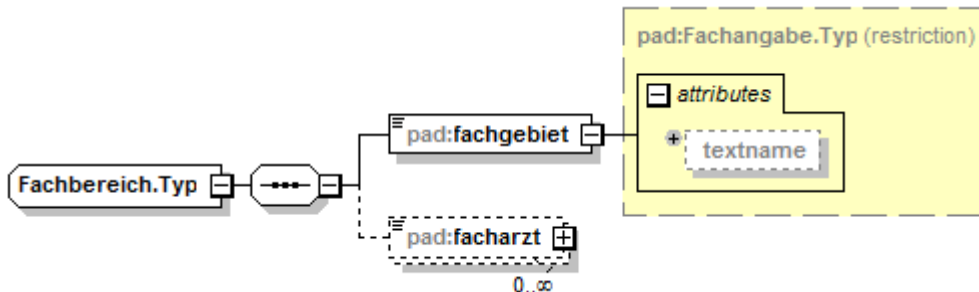 pad:Fachangabe.Typ (restriction)
attributes
pad:fachgebiet
textname
Fachbereich.Typ
pad:facharzt
0..∞